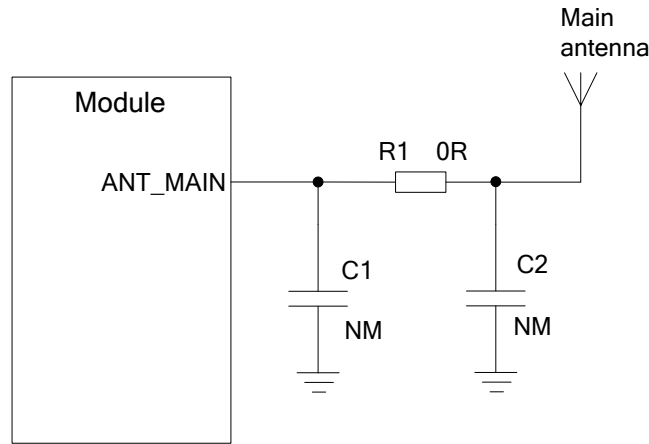 Main
antenna
Module
R1 0R
ANT_MAIN
C1
C2
NM
NM